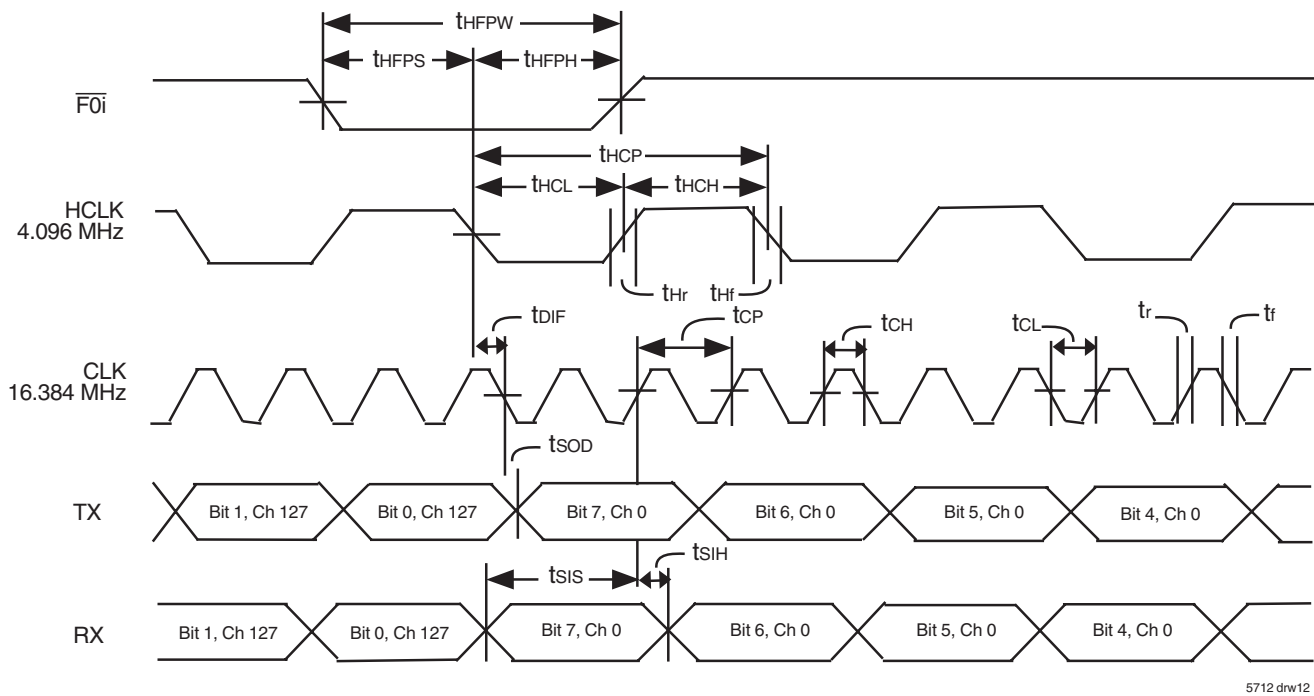 tHFPW
tHFPS
tHFPH
F0i
tHCP
tHCL
tHCH
HCLK
4.096 MHz
tHr
tHf
tDIF
tCP
tCH
tCL
tr
tf
CLK
16.384 MHz
tSOD
TX
Bit 1, Ch 127
Bit 0, Ch 127
Bit 7, Ch 0
Bit 6, Ch 0
Bit 5, Ch 0
Bit 4, Ch 0
tSIS
tSIH
RX
Bit 1, Ch 127
Bit 0, Ch 127
Bit 7, Ch 0
Bit 6, Ch 0
Bit 5, Ch 0
Bit 4, Ch 0
5712 drw12